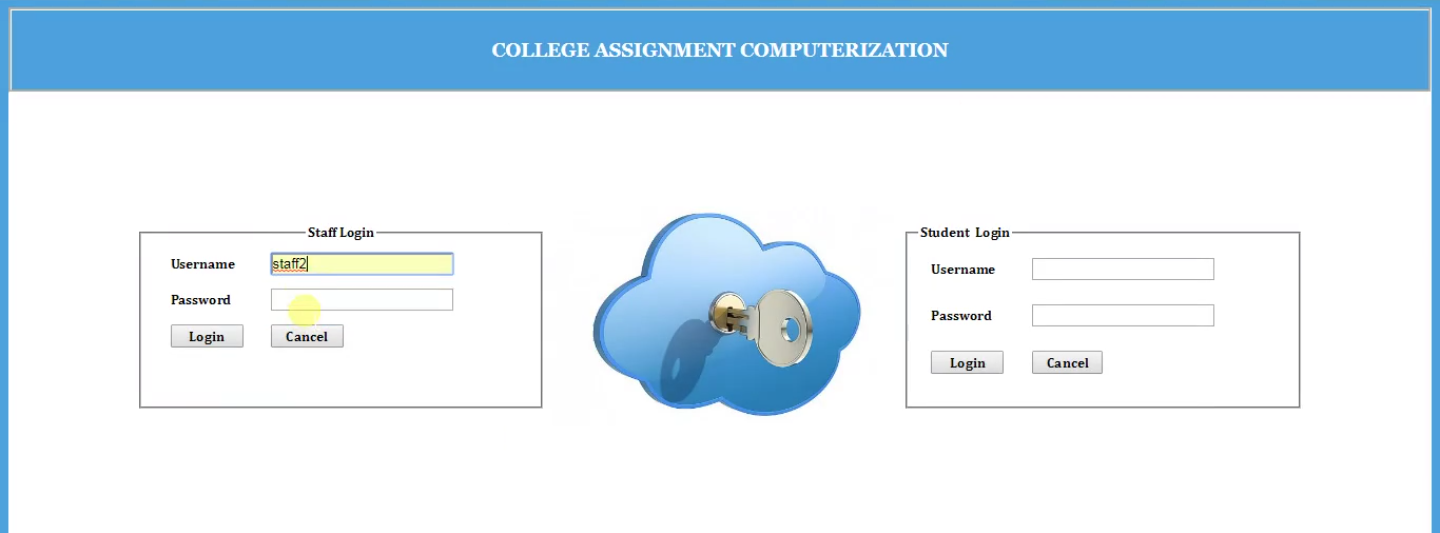 COLLEGE ASSIGNMENT COMPUTERIZATION
Staff Login
Username staff2
Password
Login Cancel
Student Login
Username
Password
Login Cancel